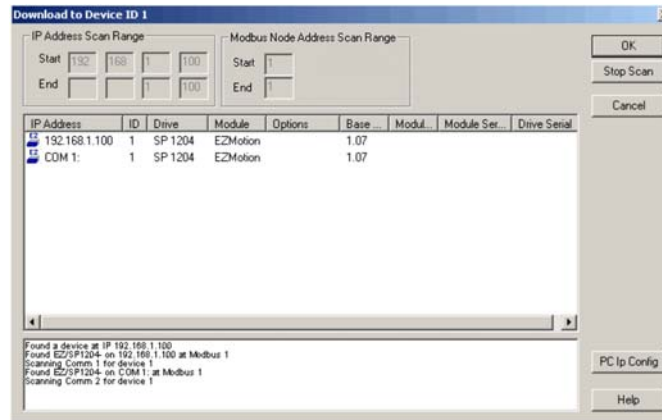 Download to Device ID 1
IP Address Scan Range
Start 192 168 1 100
End 1 100
Modbus Node Address Scan Range
Start 1
End 1
OK
Stop Scan
Cancel
IP Address ID Drive Module Options Base ... Modul... Module Ser... Drive Serial
192.168.1.100 1 SP 1204 EZMotion 1.07
COM 1: 1 SP 1204 EZMotion 1.07
Found a device at IP 192.168.1.100
Found EZ/SP1204- on 192.168.1.100 at Modbus 1
Scanning Comm 1 for device 1
Found EZ/SP1204- on COM 1: at Modbus 1
Scanning Comm 2 for device 1
PC Ip Config
Help